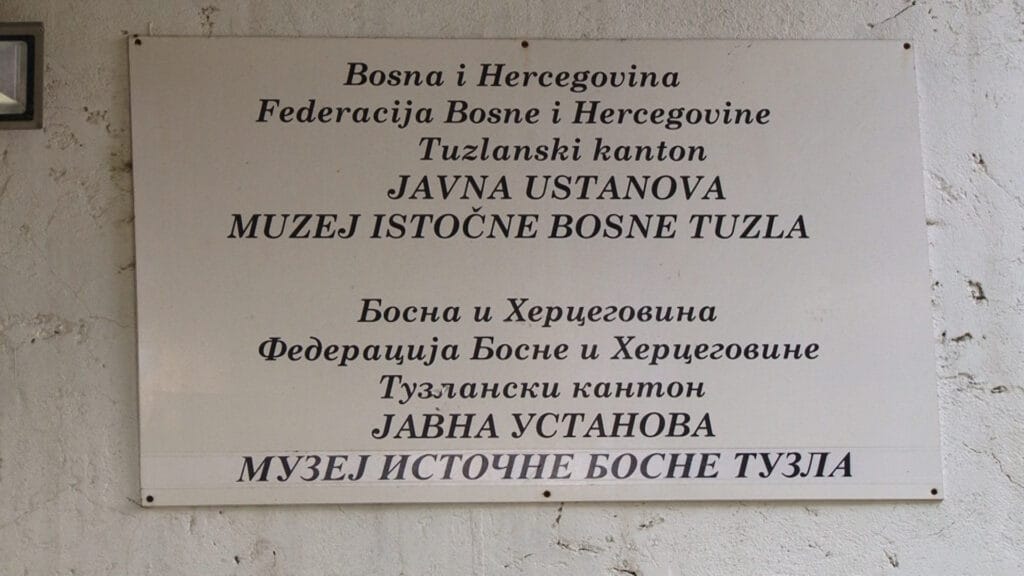 Bosna i Hercegovina
Federacija Bosne i Hercegovine
Tuzlanski kanton
JAVNA USTANOVA
MUZEJ ISTOČNE BOSNE TUZLA
Босна и Херцеговина
Федерација Босне и Херцеговине
Тузлански кантон
ЈАВНА УСТАНОВА
МУЗЕЈ ИСТОЧНЕ БОСНЕ ТУЗЛА